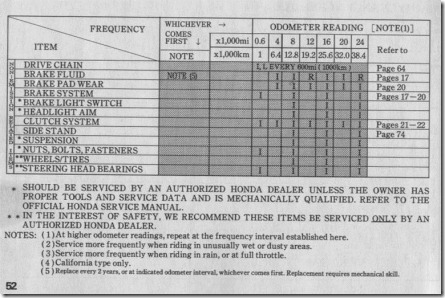 FREQUENCY WHICHEVER → COMES FIRST ↓ ODOMETER READING [NOTE(1)]
x1,000mi 0.6 4 8 12 16 20 24 Refer to
ITEM NOTE x1,000km 1 6.4 12.8 19.2 25.6 32.0 38.4
DRIVE CHAIN I, L EVERY 600mi (1000km) Page 64
BRAKE FLUID NOTE (5) I I R I I R Pages 17
BRAKE PAD WEAR I I I I I I Page 20
BRAKE SYSTEM I I I I Pages 17-20
* BRAKE LIGHT SWITCH I I I
* HEADLIGHT AIM I I I
CLUTCH SYSTEM I I I I I I I Pages 21-22
SIDE STAND I I I Page 74
* SUSPENSION I I I
* NUTS, BOLTS, FASTENERS I I I I
**WHEELS/TIRES I I I
**STEERING HEAD BEARINGS I I I I
* SHOULD BE SERVICED BY AN AUTHORIZED HONDA DEALER UNLESS THE OWNER HAS
PROPER TOOLS AND SERVICE DATA AND IS MECHANICALLY QUALIFIED. REFER TO THE
OFFICIAL HONDA SERVICE MANUAL.
* * IN THE INTEREST OF SAFETY, WE RECOMMEND THESE ITEMS BE SERVICED ONLY BY AN
AUTHORIZED HONDA DEALER.
NOTES: (1)At higher odometer readings, repeat at the frequency interval established here.
(2)Service more frequently when riding in unusually wet or dusty areas.
(3)Service more frequently when riding in rain, or at full throttle.
(4)California type only.
(5)Replace every 2 years, or at indicated odometer interval, whichever comes first. Replacement requires mechanical skill.
52